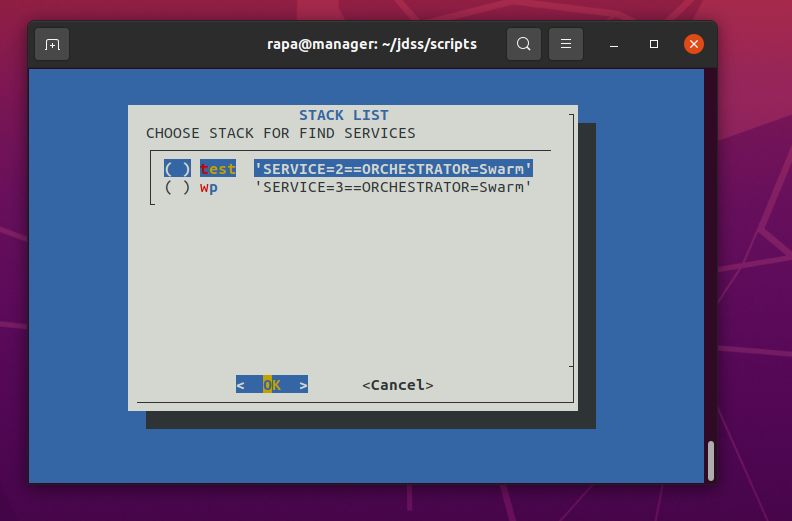 rapa@manager: ~/jdss/scripts
STACK LIST
CHOOSE STACK FOR FIND SERVICES
( ) test 'SERVICE=2==ORCHESTRATOR=Swarm'
( ) wp 'SERVICE=3==ORCHESTRATOR=Swarm'
< OK > <Cancel>